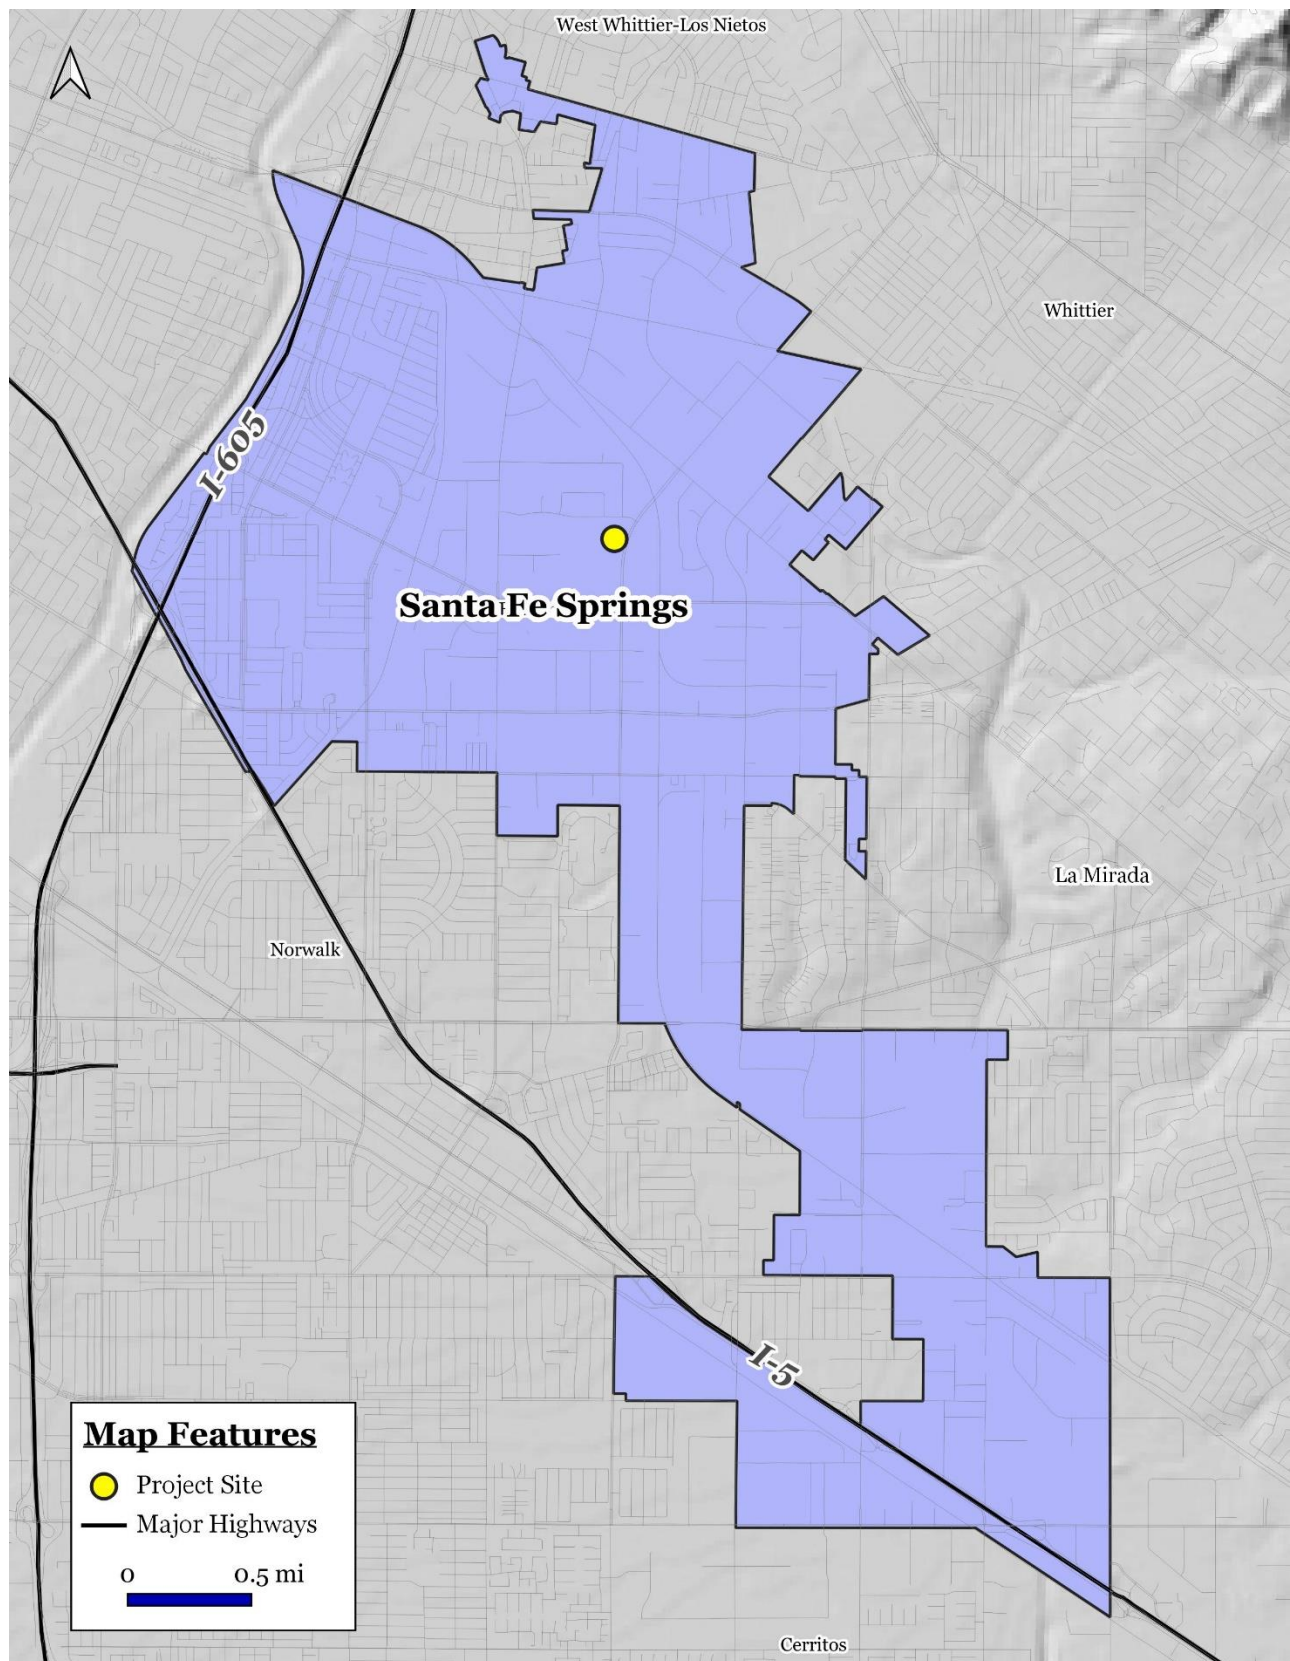 West Whittier-Los Nietos
Whittier
I-605
Santa Fe Springs
La Mirada
Norwalk
I-5
Map Features
Project Site
Major Highways
0 0.5 mi
Cerritos